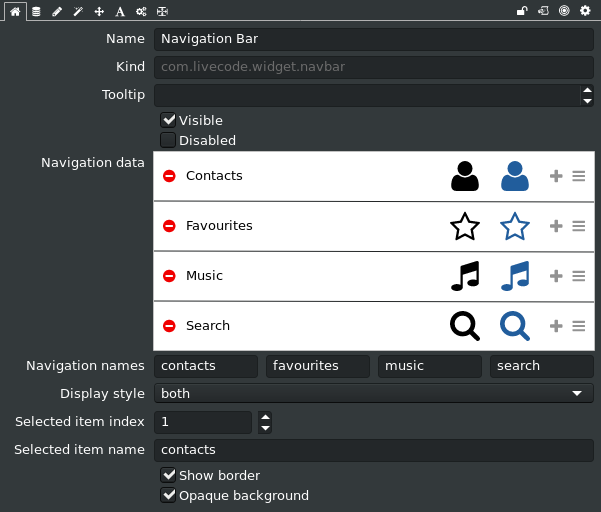 Name Navigation Bar
Kind com.livecode.widget.navbar
Tooltip
Visible
Disabled
Navigation data
Contacts
Favourites
Music
Search
Navigation names contacts favourites music search
Display style both
Selected item index 1
Selected item name contacts
Show border
Opaque background